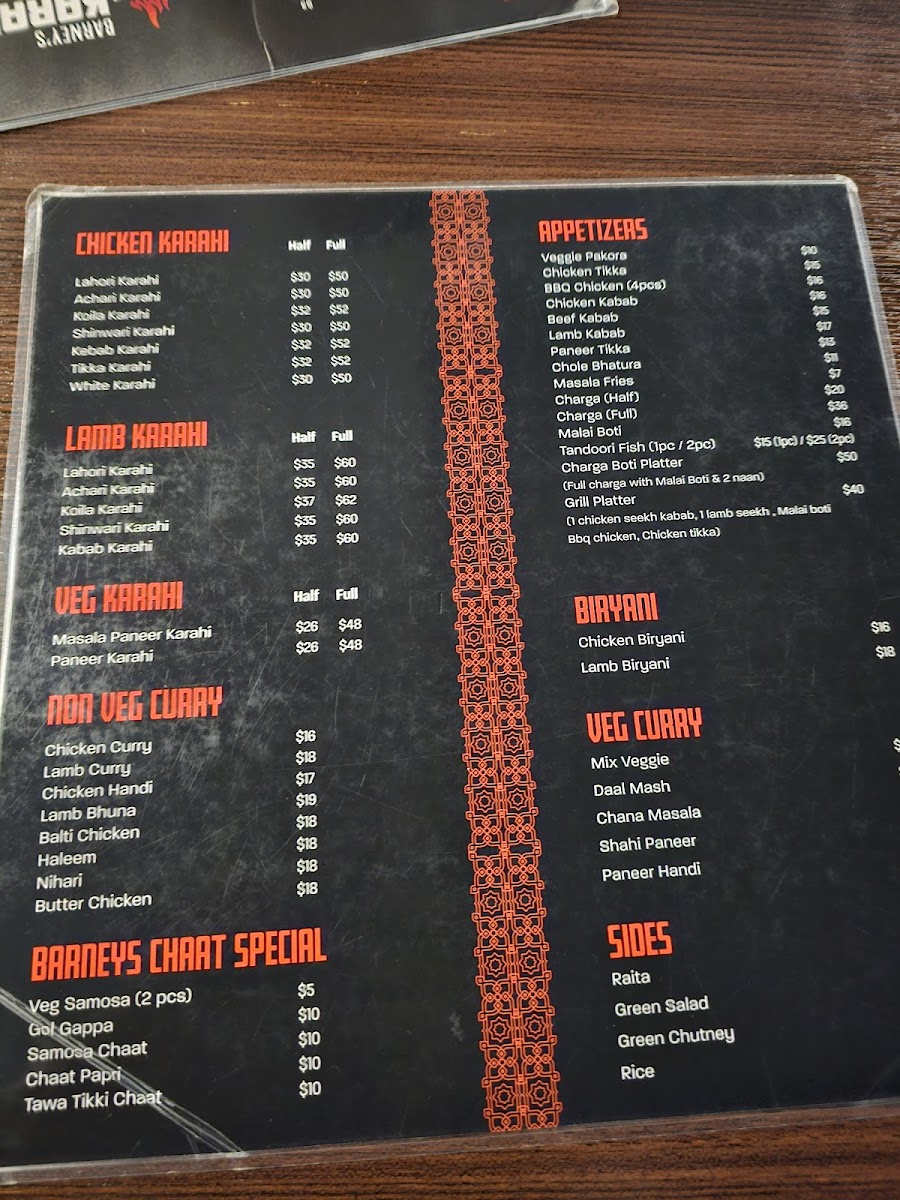 BARNEY'S
KARA
CHICKEN KARAHI Half Full
Lahori Karahi $30 $50
Achari Karahi $30 $50
Koila Karahi $32 $52
Shinwari Karahi $30 $50
Kebab Karahi $32 $52
Tikka Karahi $32 $52
White Karahi $30 $50
LAMB KARAHI Half Full
Lahori Karahi $35 $60
Achari Karahi $35 $60
Koila Karahi $37 $62
Shinwari Karahi $35 $60
Kabab Karahi $35 $60
VEG KARAHI Half Full
Masala Paneer Karahi $26 $48
Paneer Karahi $26 $48
NON VEG CURRY
Chicken Curry $16
Lamb Curry $18
Chicken Handi $17
Lamb Bhuna $19
Balti Chicken $18
Haleem $18
Nihari $18
Butter Chicken $18
BARNEYS CHAAT SPECIAL
Veg Samosa (2 pcs) $5
Gol Gappa $10
Samosa Chaat $10
Chaat Papri $10
Tawa Tikki Chaat $10
APPETIZERS
Veggie Pakora $10
Chicken Tikka $15
BBQ Chicken (4pcs) $16
Chicken Kabab $16
Beef Kabab $15
Lamb Kabab $17
Paneer Tikka $13
Chole Bhatura $11
Masala Fries $7
Charga (Half) $20
Charga (Full) $36
Malai Boti $16
Tandoori Fish (1pc / 2pc) $15 (1pc) / $25 (2pc)
Charga Boti Platter $50
(Full charga with Malai Boti & 2 naan)
Grill Platter $40
(1 chicken seekh kabab, 1 lamb seekh , Malai boti
Bbq chicken, Chicken tikka)
BIRYANI
Chicken Biryani $16
Lamb Biryani $18
VEG CURRY
Mix Veggie
Daal Mash
Chana Masala
Shahi Paneer
Paneer Handi
SIDES
Raita
Green Salad
Green Chutney
Rice